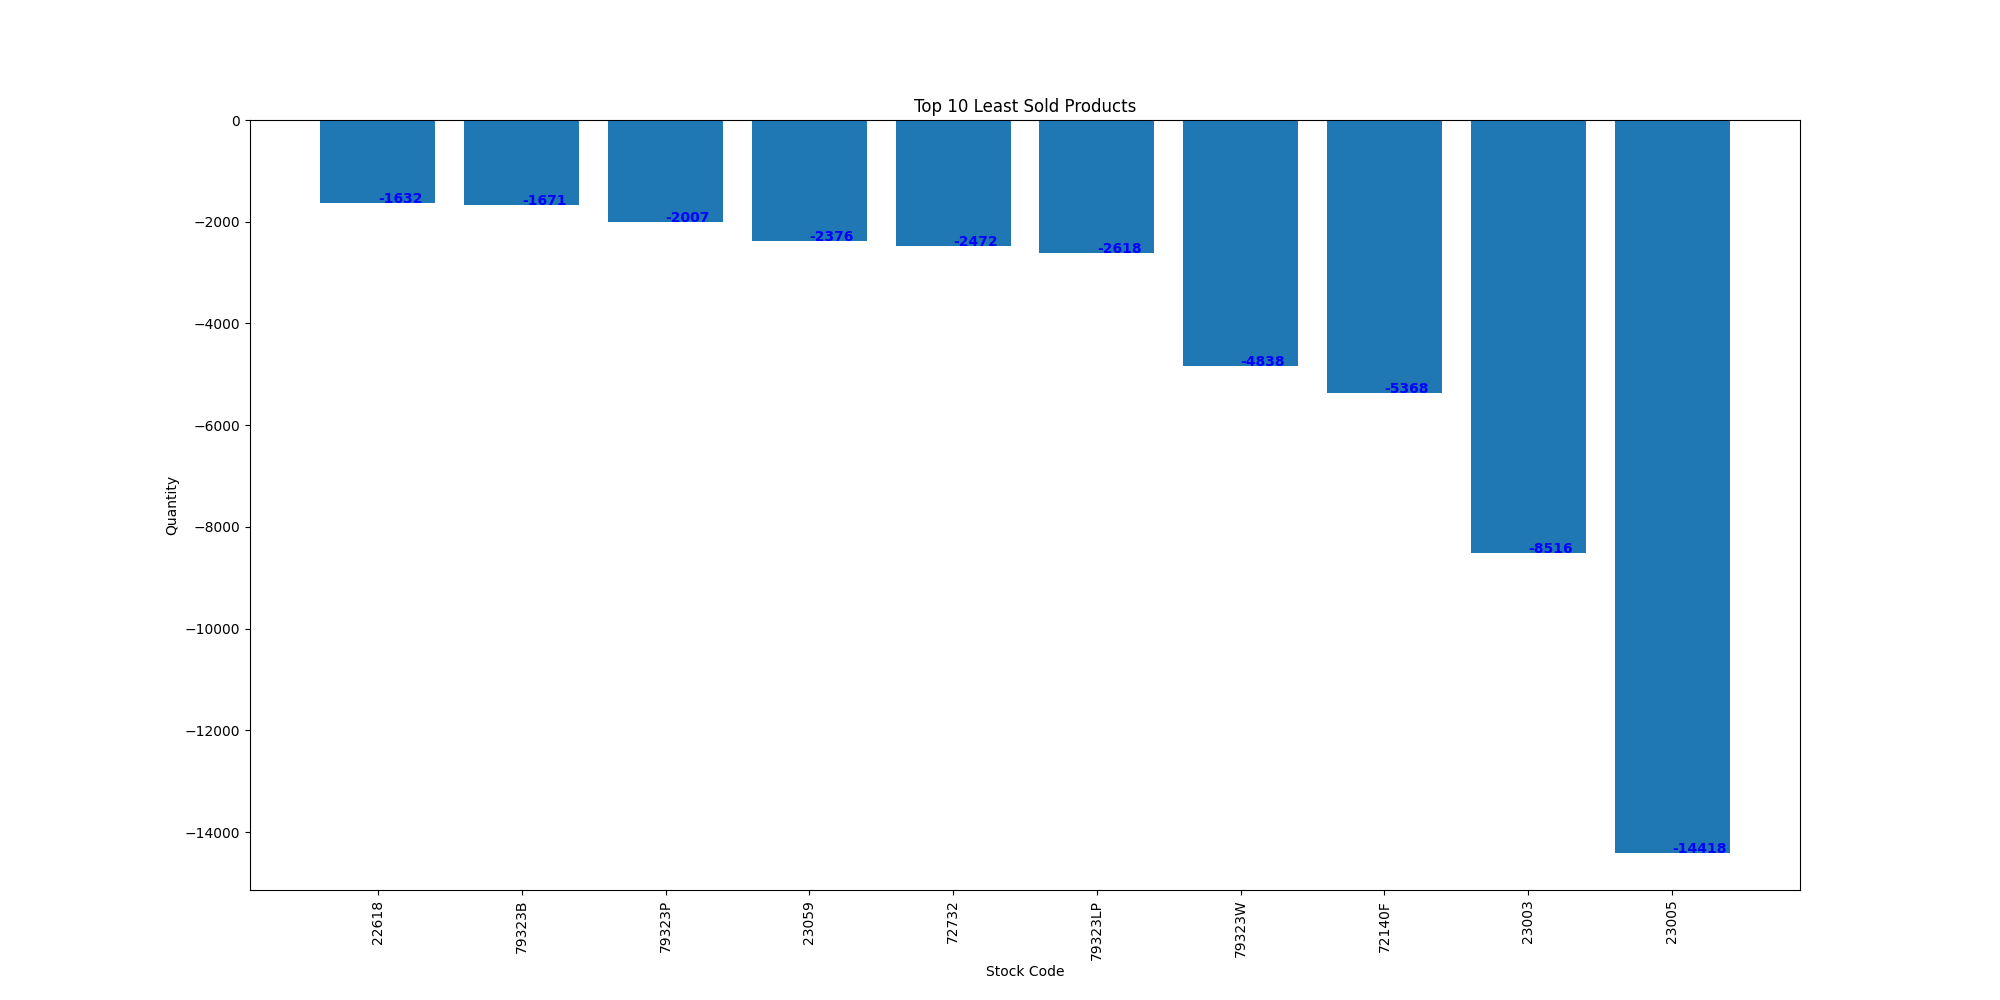 Top 10 Least Sold Products
0
−2000
−4000
−6000
−8000
−10000
−12000
−14000
Quantity
-1632
-1671
-2007
-2376
-2472
-2618
-4838
-5368
-8516
-14418
22618
79323B
79323P
23059
72732
79323LP
79323W
72140F
23003
23005
Stock Code